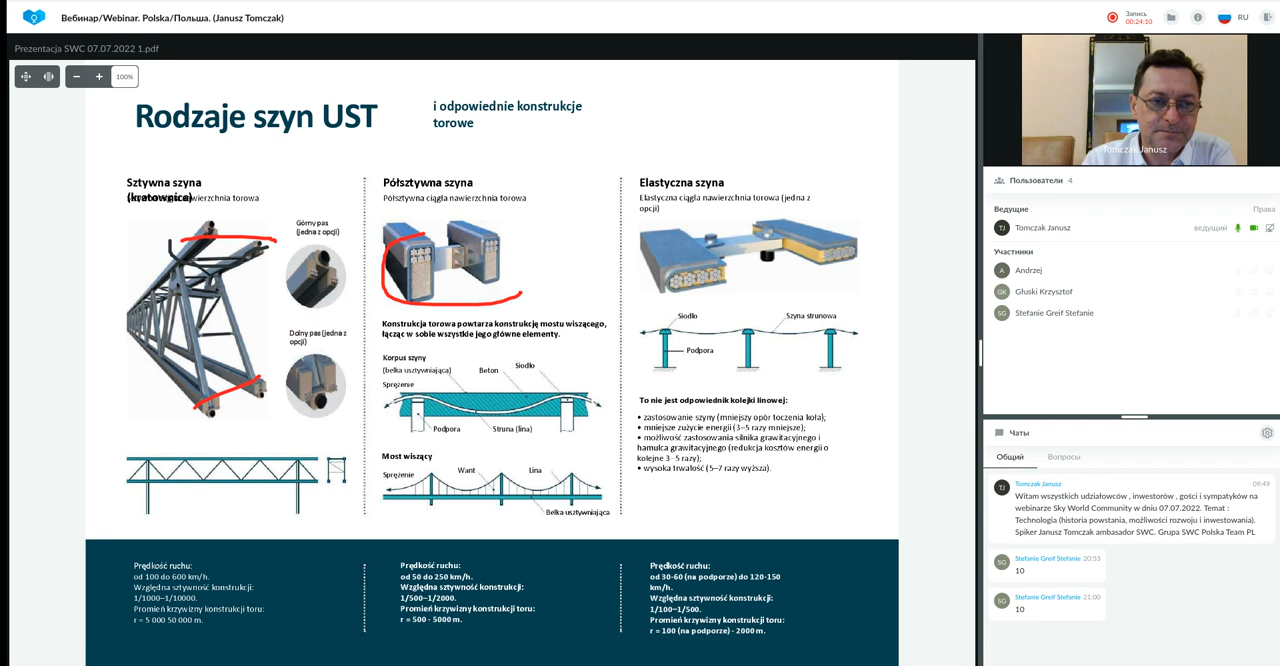 Вебинар/Webinar. Polska/Польша. (Janusz Tomczak)
Запись
00:24:10
RU
Prezentacja SWC 07.07.2022 1.pdf
100%
Rodzaje szyn UST
i odpowiednie konstrukcje
torowe
Sztywna szyna
(kratownica)
nawierzchnia torowa
Górny pas
(jedna z opcji)
Dolny pas (jedna z
opcji)
Półsztywna szyna
Półsztywna ciągła nawierzchnia torowa
Konstrukcja torowa powtarza konstrukcję mostu wiszącego,
łącząc w sobie wszystkie jego główne elementy.
Korpus szyny
(belka usztywniająca)
Beton
Siodło
Sprężenie
Podpora
Struna (lina)
Most wiszący
Sprężenie
Want
Lina
Belka usztywniająca
Elastyczna szyna
Elastyczna ciągła nawierzchnia torowa (jedna z
opcji)
Siodło
Szyna strunowa
Podpora
To nie jest odpowiednik kolejki linowej:
• zastosowanie szyny (mniejszy opór toczenia koła);
• mniejsze zużycie energii (3–5 razy mniejsze);
• możliwość zastosowania silnika grawitacyjnego i
hamulca grawitacyjnego (redukcja kosztów energii o
kolejne 3–5 razy);
• wysoka trwałość (5–7 razy wyższa).
Prędkość ruchu:
od 100 do 600 km/h.
Względna sztywność konstrukcji:
1/1000–1/10000.
Promień krzywizny konstrukcji toru:
r = 5 000 50 000 m.
Prędkość ruchu:
od 50 do 250 km/h.
Względna sztywność konstrukcji:
1/500–1/2000.
Promień krzywizny konstrukcji toru:
r = 500 - 5000 m.
Prędkość ruchu:
od 30-60 (na podporze) do 120-150
km/h.
Względna sztywność konstrukcji:
1/100–1/500.
Promień krzywizny konstrukcji toru:
r = 100 (na podporze) - 2000 m.
Tomczak Janusz
Пользователи 4
Ведущие
Права
TJ Tomczak Janusz ведущий
Участники
A Andrzej
GK Głuski Krzysztof
SG Stefanie Greif Stefanie
Чаты
Общий
Вопросы
TJ Tomczak Janusz 09:49
Witam wszystkich udziałowców , inwestorów , gości i sympatyków na
webinarze Sky World Community w dniu 07.07.2022. Temat :
Technologia (historia powstania, możliwości rozwoju i inwestowania).
Spiker Janusz Tomczak ambasador SWC. Grupa SWC Polska Team PL
SG Stefanie Greif Stefanie 20:53
10
SG Stefanie Greif Stefanie 21:00
10